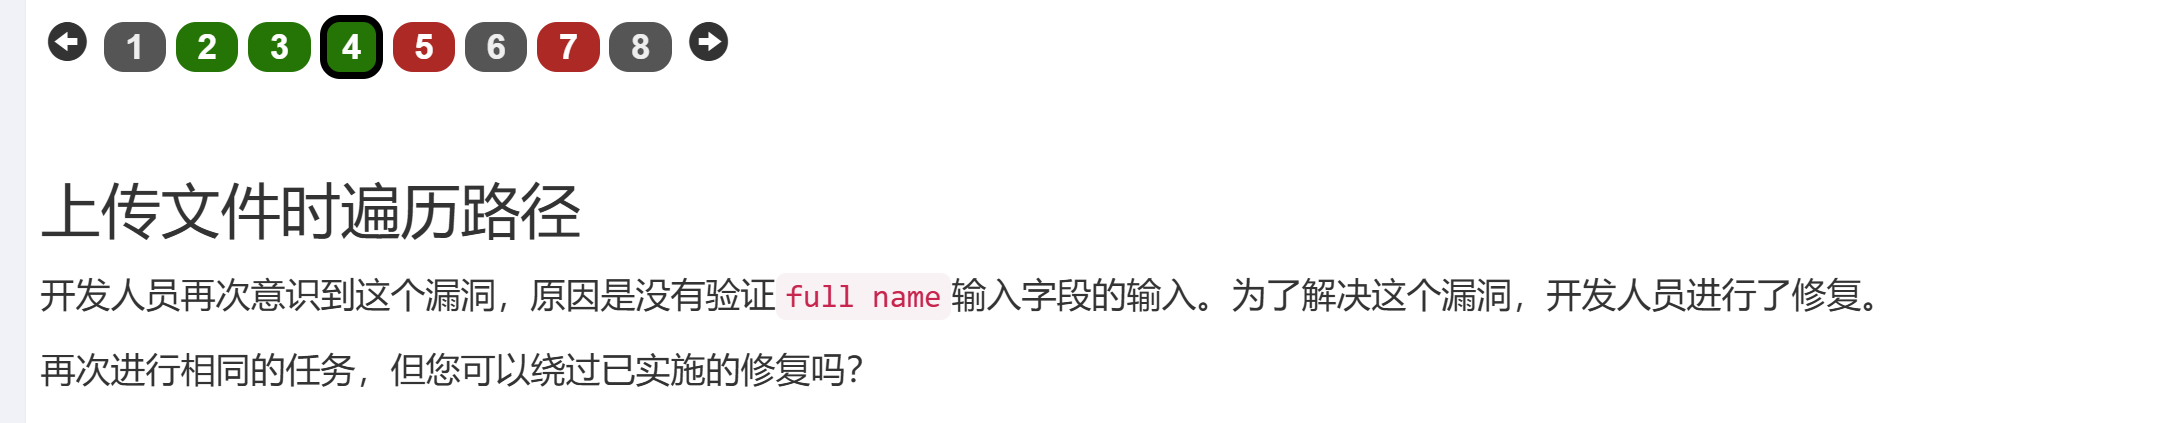 1 2 3 4 5 6 7 8
上传文件时遍历路径
开发人员再次意识到这个漏洞，原因是没有验证full name输入字段的输入。为了解决这个漏洞，开发人员进行了修复。
再次进行相同的任务，但您可以绕过已实施的修复吗？